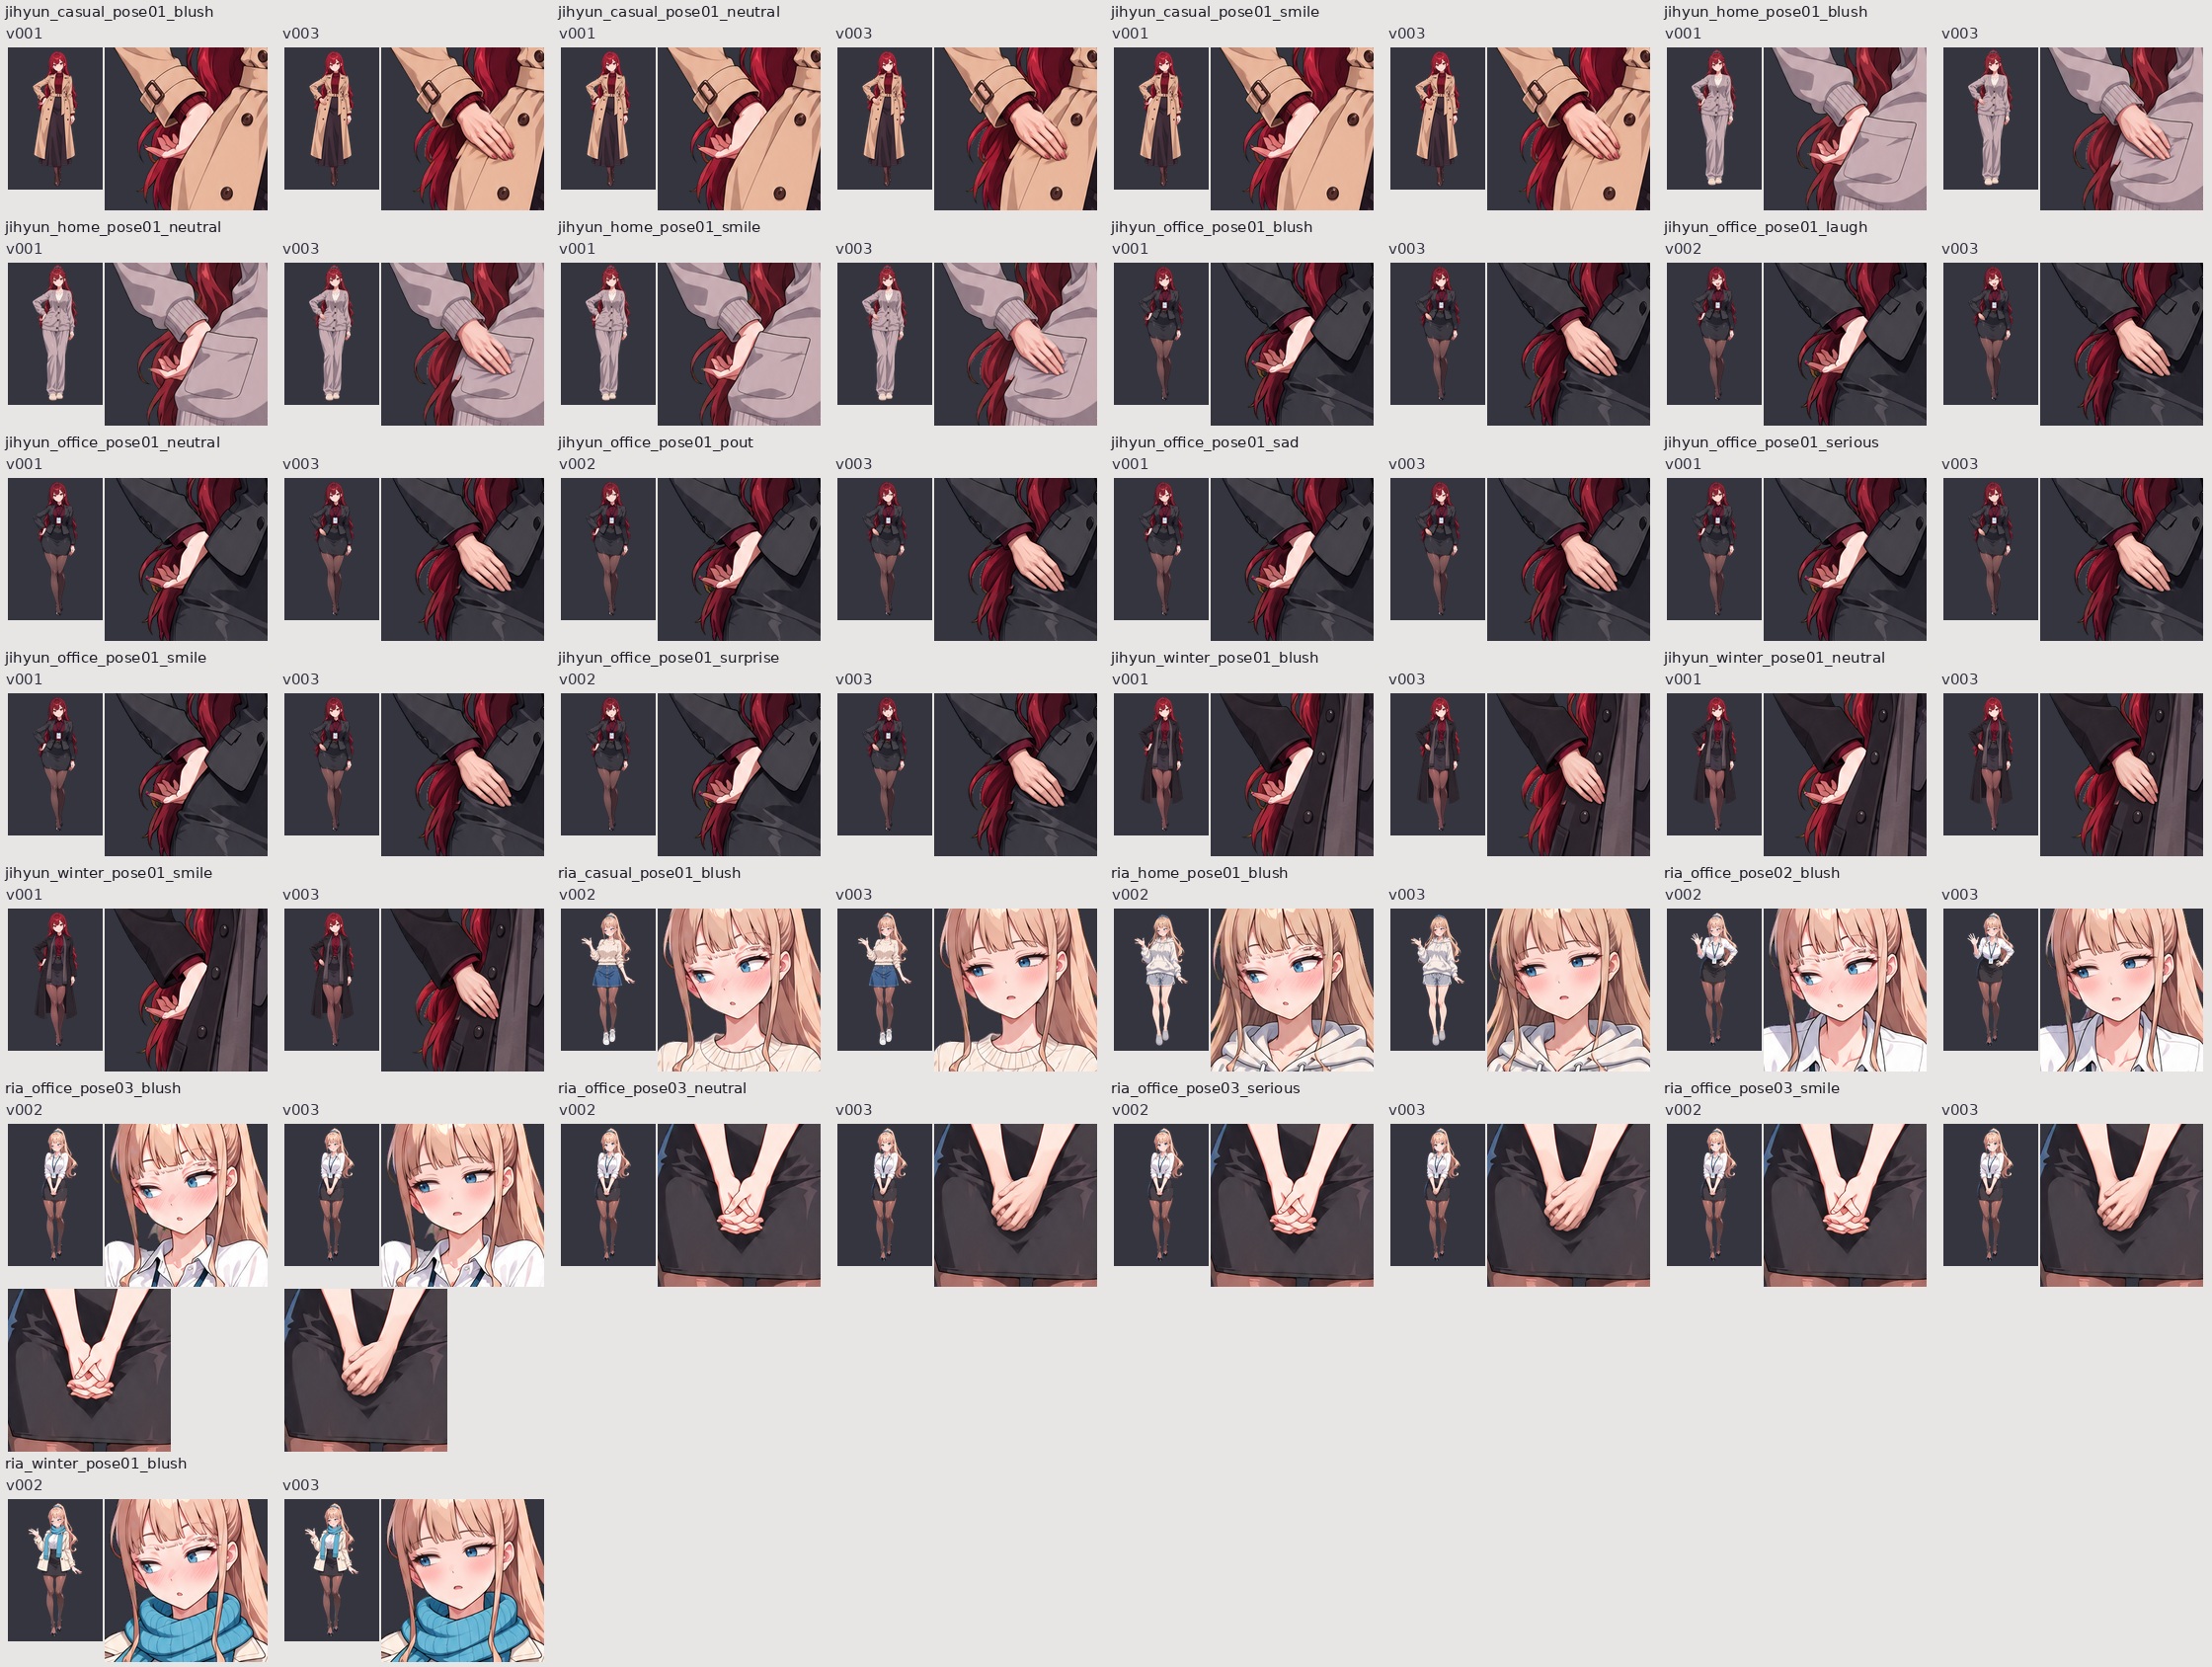 jihyun_casual_pose01_blush
v001 v003
jihyun_casual_pose01_neutral
v001 v003
jihyun_casual_pose01_smile
v001 v003
jihyun_home_pose01_blush
v001 v003
jihyun_home_pose01_neutral
v001 v003
jihyun_home_pose01_smile
v001 v003
jihyun_office_pose01_blush
v001 v003
jihyun_office_pose01_laugh
v002 v003
jihyun_office_pose01_neutral
v001 v003
jihyun_office_pose01_pout
v002 v003
jihyun_office_pose01_sad
v001 v003
jihyun_office_pose01_serious
v001 v003
jihyun_office_pose01_smile
v001 v003
jihyun_office_pose01_surprise
v002 v003
jihyun_winter_pose01_blush
v001 v003
jihyun_winter_pose01_neutral
v001 v003
jihyun_winter_pose01_smile
v001 v003
ria_casual_pose01_blush
v002 v003
ria_home_pose01_blush
v002 v003
ria_office_pose02_blush
v002 v003
ria_office_pose03_blush
v002 v003
ria_office_pose03_neutral
v002 v003
ria_office_pose03_serious
v002 v003
ria_office_pose03_smile
v002 v003
ria_winter_pose01_blush
v002 v003